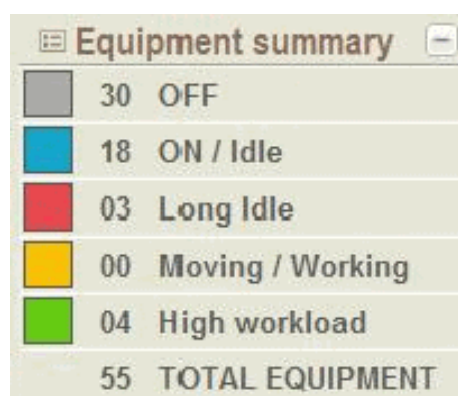 Equipment summary
30 OFF
18 ON / Idle
03 Long Idle
00 Moving / Working
04 High workload
55 TOTAL EQUIPMENT